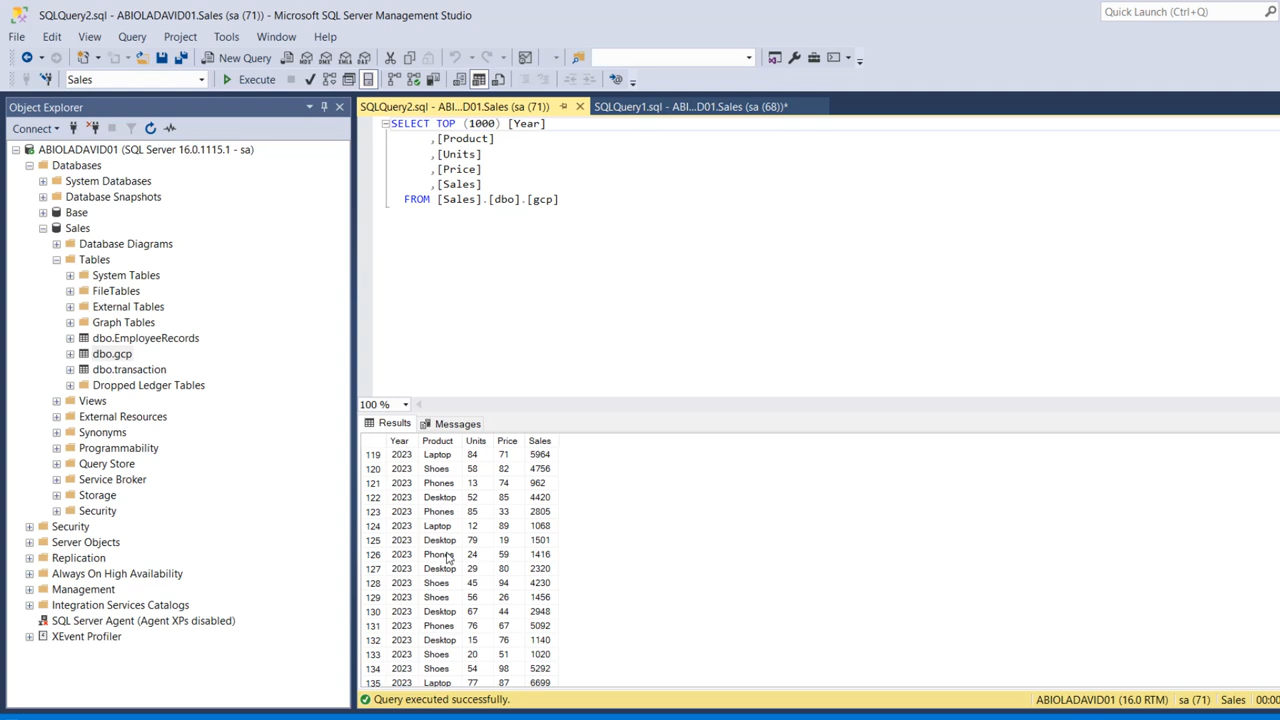 SQLQuery2.sql - ABIOLADAVID01.Sales (sa (71)) - Microsoft SQL Server Management Studio
Quick Launch (Ctrl+Q)
File Edit View Query Project Tools Window Help
New Query
MDX DMX XMLA DAX
Sales
Execute
Object Explorer
SQLQuery2.sql - ABI...D01.Sales (sa (71))
SQLQuery1.sql - ABI...D01.Sales (sa (68))*
Connect
ABIOLADAVID01 (SQL Server 16.0.1115.1 - sa)
Databases
System Databases
Database Snapshots
Base
Sales
Database Diagrams
Tables
System Tables
FileTables
External Tables
Graph Tables
dbo.EmployeeRecords
dbo.gcp
dbo.transaction
Dropped Ledger Tables
Views
External Resources
Synonyms
Programmability
Query Store
Service Broker
Storage
Security
Security
Server Objects
Replication
Always On High Availability
Management
Integration Services Catalogs
SQL Server Agent (Agent XPs disabled)
XEvent Profiler
SELECT TOP (1000) [Year]
,[Product]
,[Units]
,[Price]
,[Sales]
FROM [Sales].[dbo].[gcp]
100 %
Results Messages
Year Product Units Price Sales
119 2023 Laptop 84 71 5964
120 2023 Shoes 58 82 4756
121 2023 Phones 13 74 962
122 2023 Desktop 52 85 4420
123 2023 Phones 85 33 2805
124 2023 Laptop 12 89 1068
125 2023 Desktop 79 19 1501
126 2023 Phones 24 59 1416
127 2023 Desktop 29 80 2320
128 2023 Shoes 45 94 4230
129 2023 Shoes 56 26 1456
130 2023 Desktop 67 44 2948
131 2023 Phones 76 67 5092
132 2023 Desktop 15 76 1140
133 2023 Shoes 20 51 1020
134 2023 Shoes 54 98 5292
135 2023 Laptop 77 87 6699
Query executed successfully.
ABIOLADAVID01 (16.0 RTM) sa (71) Sales 00:00